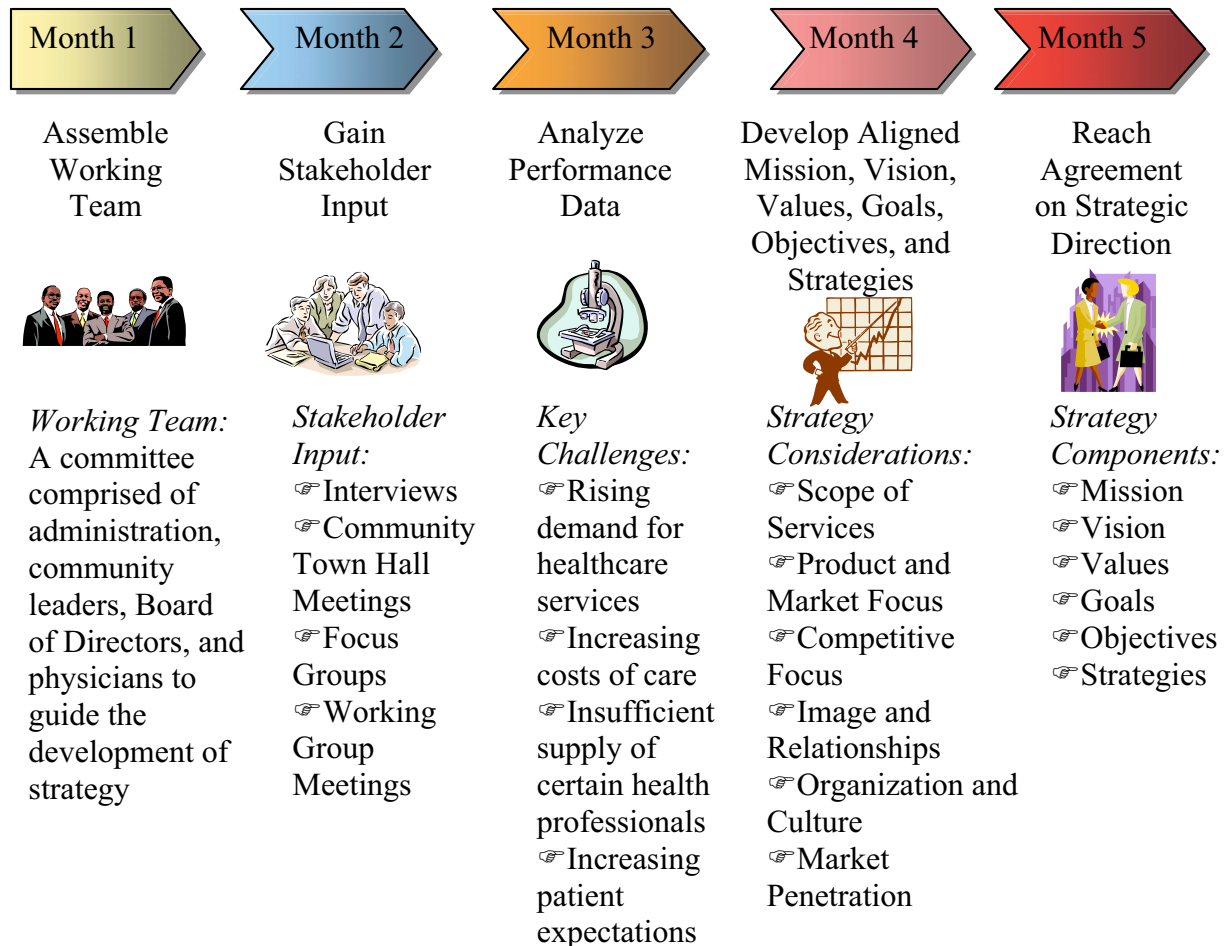 Month 1
Month 2
Month 3
Month 4
Month 5
Assemble
Working
Team
Gain
Stakeholder
Input
Analyze
Performance
Data
Develop Aligned
Mission, Vision,
Values, Goals,
Objectives, and
Strategies
Reach
Agreement
on Strategic
Direction
Working Team:
A committee
comprised of
administration,
community
leaders, Board
of Directors, and
physicians to
guide the
development of
strategy
Stakeholder
Input:
☞Interviews
☞Community
Town Hall
Meetings
☞Focus
Groups
☞Working
Group
Meetings
Key
Challenges:
☞Rising
demand for
healthcare
services
☞Increasing
costs of care
☞Insufficient
supply of
certain health
professionals
☞Increasing
patient
expectations
Strategy
Considerations:
☞Scope of
Services
☞Product and
Market Focus
☞Competitive
Focus
☞Image and
Relationships
☞Organization and
Culture
☞Market
Penetration
Strategy
Components:
☞Mission
☞Vision
☞Values
☞Goals
☞Objectives
☞Strategies